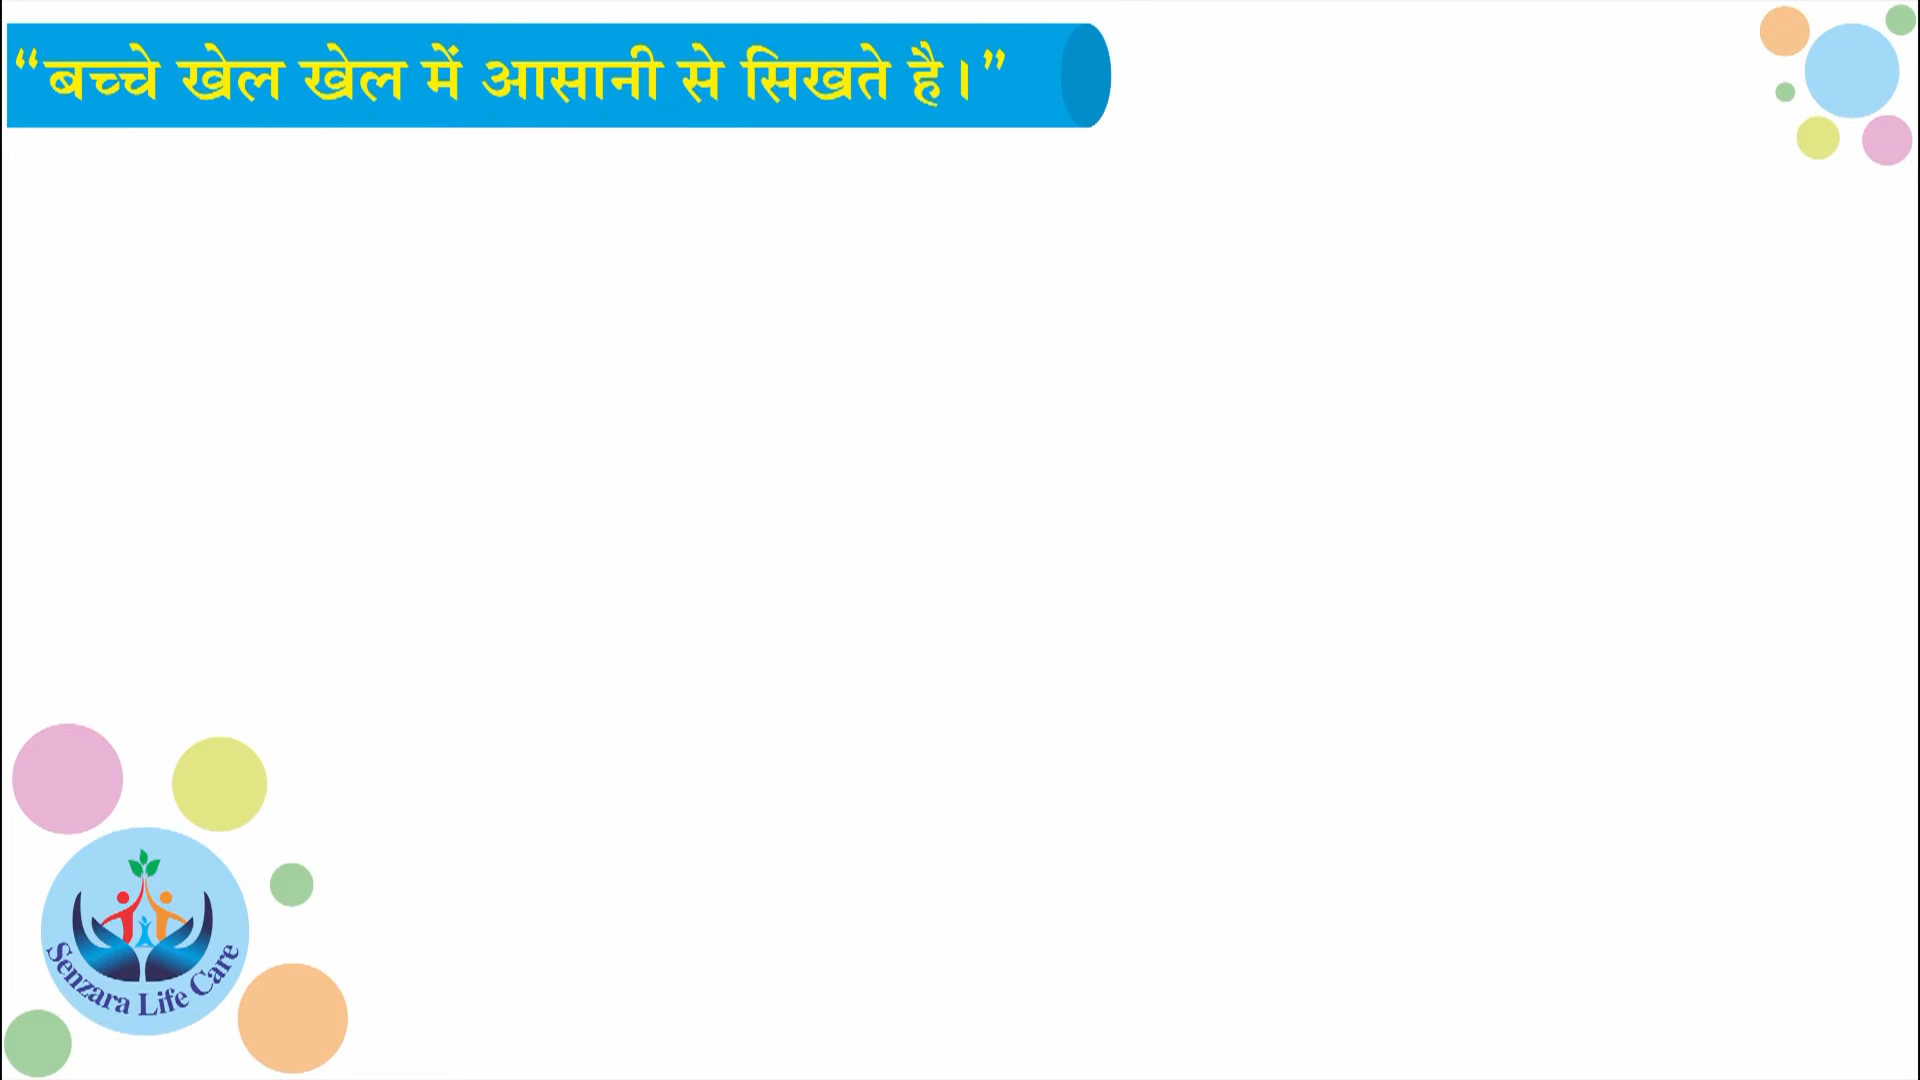 “बच्चे खेल खेल में आसानी से सिखते है।”
Senzara Life Care